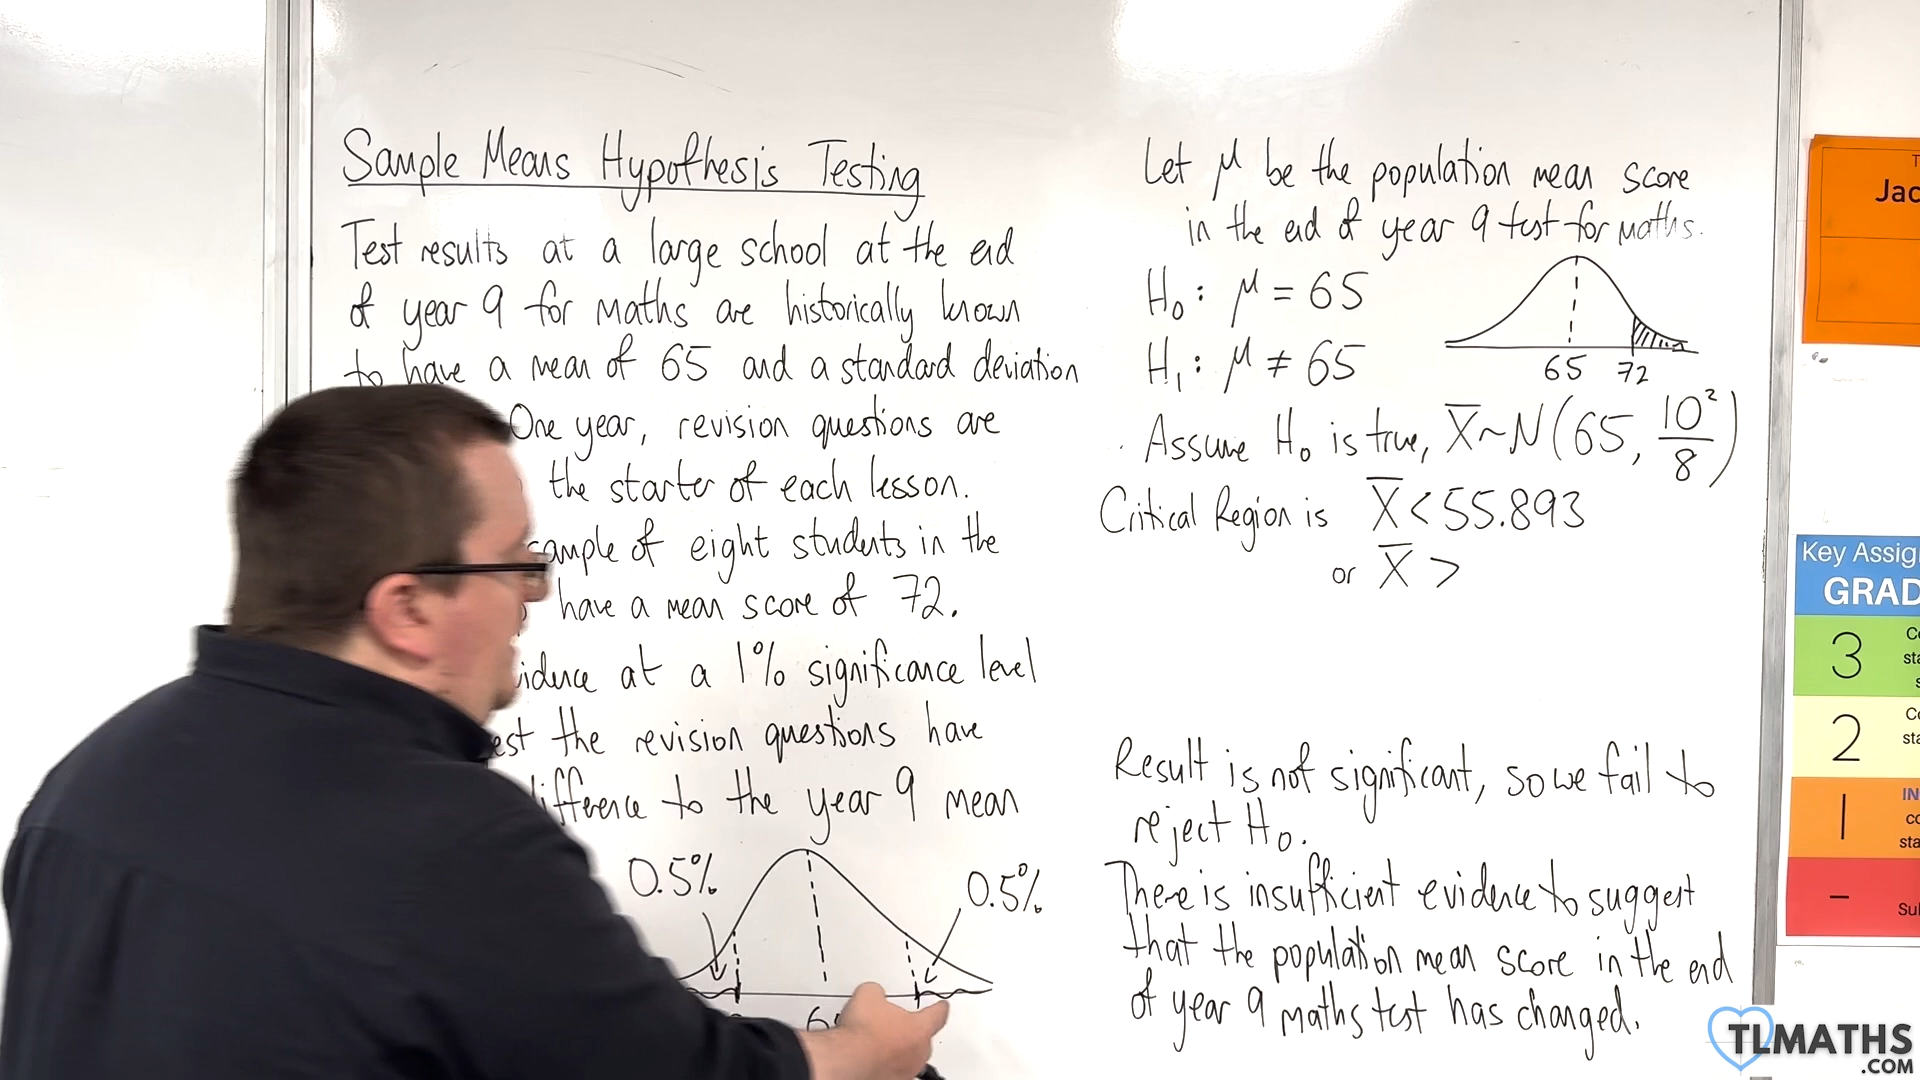 Sample Means Hypothesis Testing
Test results at a large school at the end
of year 9 for maths are historically known
to have a mean of 65 and a standard deviation
One year, revision questions are
the starter of each lesson.
sample of eight students in the
have a mean score of 72.
idence at a 1% significance level
est the revision questions have
difference to the year 9 mean
0.5%
0.5%
Let μ be the population mean score
in the end of year 9 test for maths.
H₀: μ = 65
H₁: μ ≠ 65
65 72
Assume H₀ is true, X̄ ~ N(65, 10²/8)
Critical Region is X̄ < 55.893
or X̄ >
Result is not significant, so we fail to
reject H₀.
There is insufficient evidence to suggest
that the population mean score in the end
of year 9 maths test has changed.
Jac
Key Assig
GRAD
3
2
1
IN
-
Sul
TLMATHS
.COM